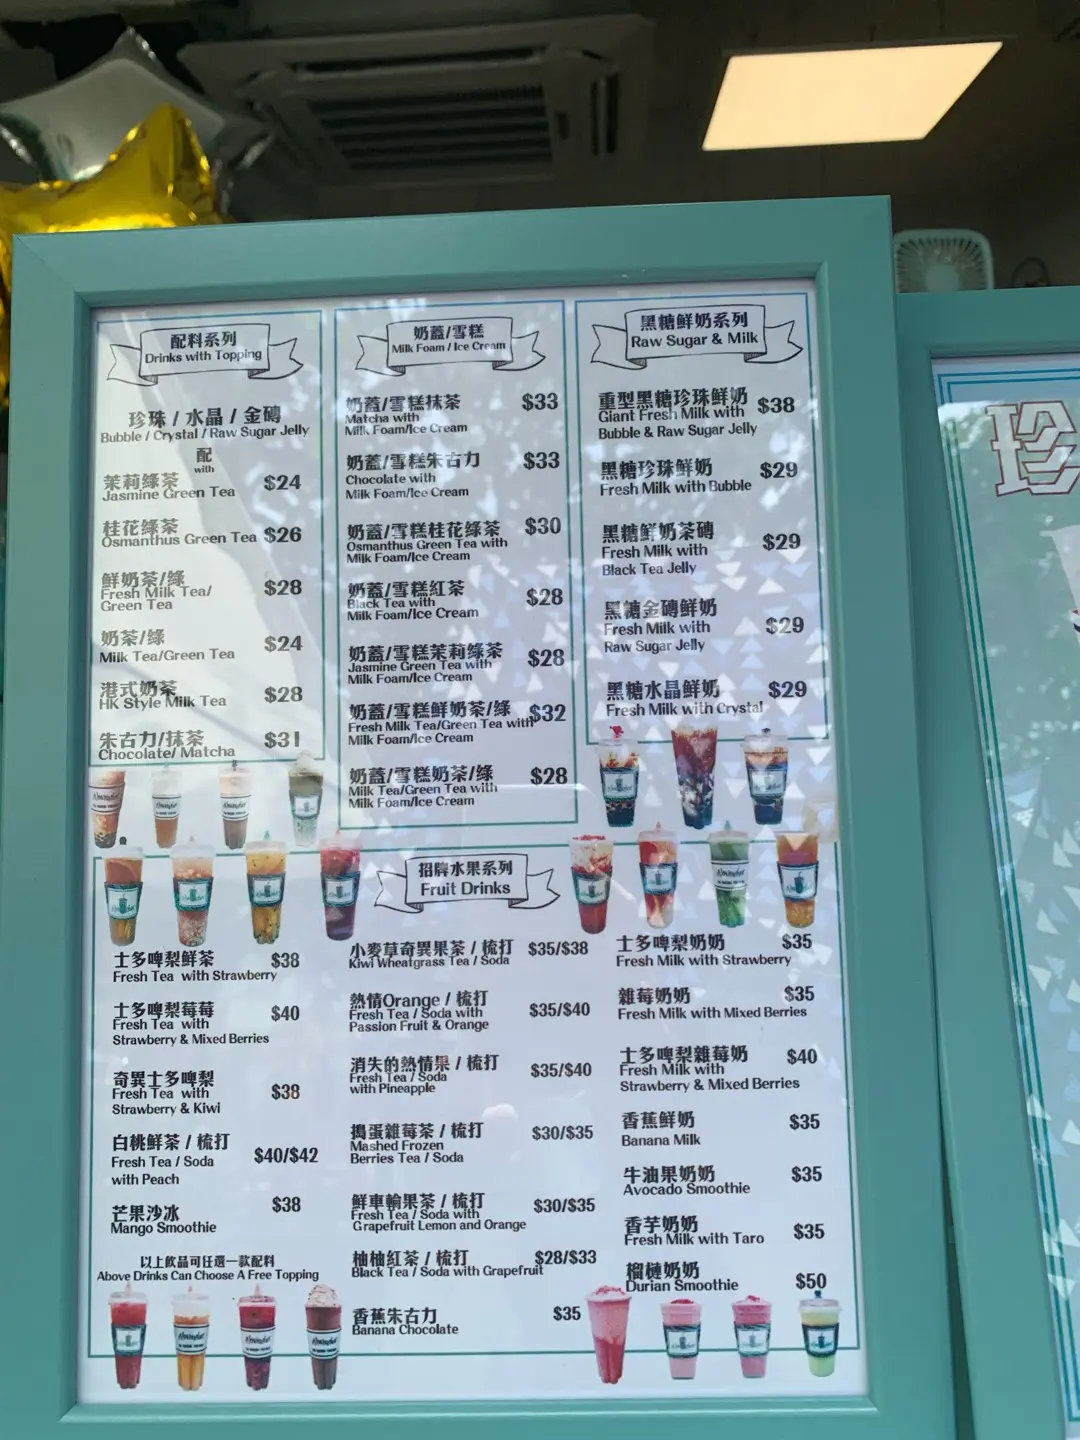 配料系列
Drinks with Topping
珍珠 / 水晶 / 金磚
Bubble / Crystal / Raw Sugar Jelly
配
with
茉莉綠茶 $24
Jasmine Green Tea
桂花綠茶
Osmanthus Green Tea $26
鮮奶茶/綠 $28
Fresh Milk Tea/
Green Tea
奶茶/綠 $24
Milk Tea/Green Tea
港式奶茶 $28
HK Style Milk Tea
朱古力/抹茶 $31
Chocolate/ Matcha
奶蓋/雪糕
Milk Foam / Ice Cream
奶蓋/雪糕抹茶 $33
Matcha with
Milk Foam/Ice Cream
奶蓋/雪糕朱古力 $33
Chocolate with
Milk Foam/Ice Cream
奶蓋/雪糕桂花綠茶 $30
Osmanthus Green Tea with
Milk Foam/Ice Cream
奶蓋/雪糕紅茶 $28
Black Tea with
Milk Foam/Ice Cream
奶蓋/雪糕茉莉綠茶 $28
Jasmine Green Tea with
Milk Foam/Ice Cream
奶蓋/雪糕鮮奶茶/綠 $32
Fresh Milk Tea/Green Tea with
Milk Foam/Ice Cream
奶蓋/雪糕奶茶/綠 $28
Milk Tea/Green Tea with
Milk Foam/Ice Cream
黑糖鮮奶系列
Raw Sugar & Milk
重型黑糖珍珠鮮奶 $38
Giant Fresh Milk with
Bubble & Raw Sugar Jelly
黑糖珍珠鮮奶 $29
Fresh Milk with Bubble
黑糖鮮奶茶磚 $29
Fresh Milk with
Black Tea Jelly
黑糖金磚鮮奶 $29
Fresh Milk with
Raw Sugar Jelly
黑糖水晶鮮奶 $29
Fresh Milk with Crystal
招牌水果系列
Fruit Drinks
士多啤梨鮮茶 $38
Fresh Tea with Strawberry
士多啤梨莓莓 $40
Fresh Tea with
Strawberry & Mixed Berries
奇異士多啤梨 $38
Fresh Tea with
Strawberry & Kiwi
白桃鮮茶 / 梳打 $40/$42
Fresh Tea / Soda
with Peach
芒果沙冰 $38
Mango Smoothie
以上飲品可任選一款配料
Above Drinks Can Choose A Free Topping
小麥草奇異果茶 / 梳打 $35/$38
Kiwi Wheatgrass Tea / Soda
熱情Orange / 梳打 $35/$40
Fresh Tea / Soda with
Passion Fruit & Orange
消失的熱情果 / 梳打 $35/$40
Fresh Tea / Soda
with Pineapple
搗蛋雜莓茶 / 梳打 $30/$35
Mashed Frozen
Berries Tea / Soda
鮮車輪果茶 / 梳打 $30/$35
Fresh Tea / Soda with
Grapefruit Lemon and Orange
柚柚紅茶 / 梳打 $28/$33
Black Tea / Soda with Grapefruit
香蕉朱古力 $35
Banana Chocolate
士多啤梨奶奶 $35
Fresh Milk with Strawberry
雜莓奶奶 $35
Fresh Milk with Mixed Berries
士多啤梨雜莓奶 $40
Fresh Milk with
Strawberry & Mixed Berries
香蕉鮮奶 $35
Banana Milk
牛油果奶奶 $35
Avocado Smoothie
香芋奶奶 $35
Fresh Milk with Taro
榴槤奶奶 $50
Durian Smoothie
珍